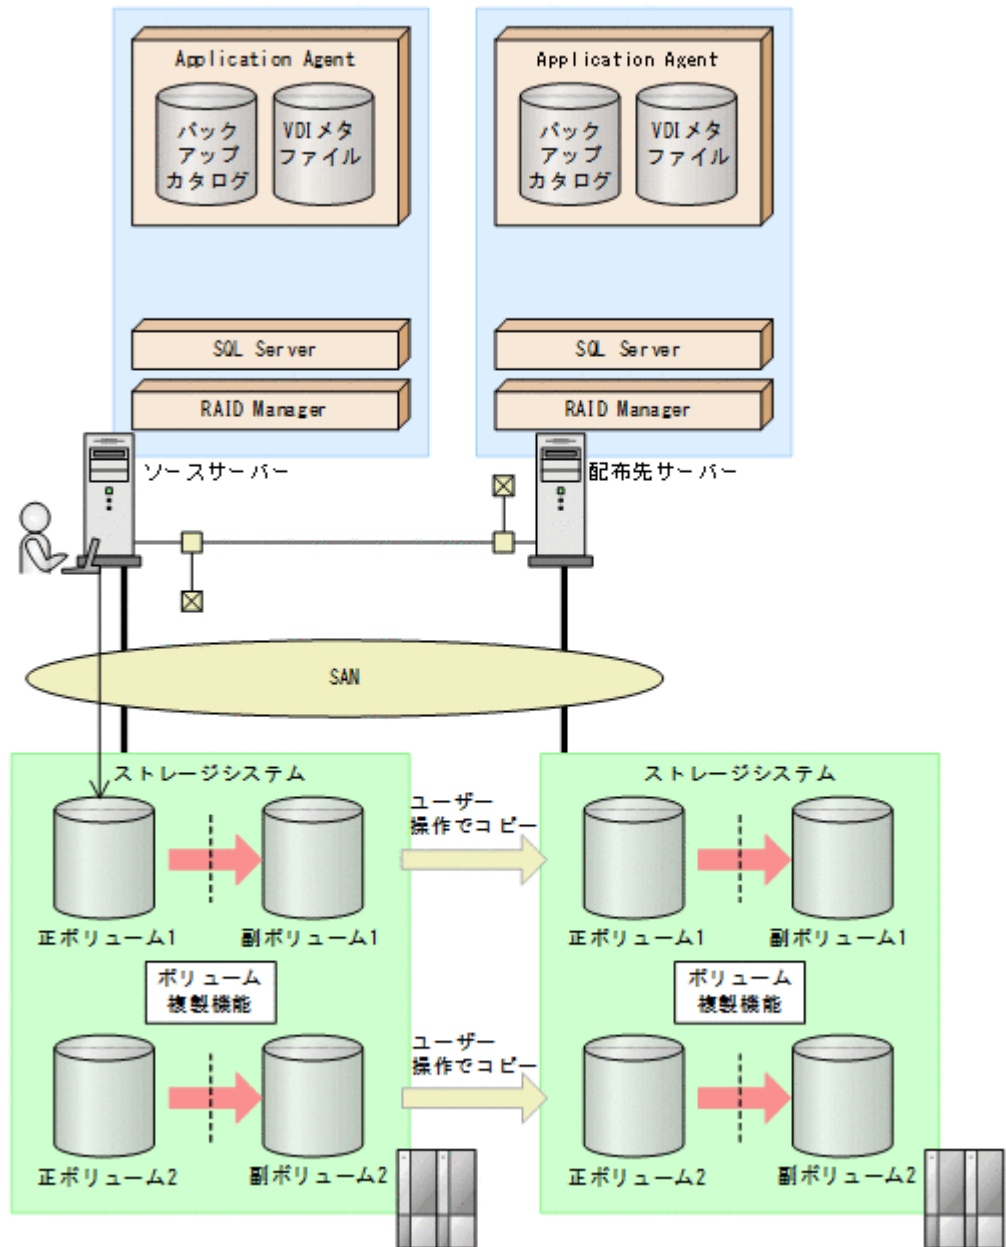 Application Agent
バック
アップ
カタログ
VDIメタ
ファイル
SQL Server
RAID Manager
ソースサーバー
Application Agent
バック
アップ
カタログ
VDIメタ
ファイル
SQL Server
RAID Manager
配布先サーバー
SAN
ストレージシステム
正ボリューム1
副ボリューム1
ボリューム
複製機能
正ボリューム2
副ボリューム2
ユーザー
操作でコピー
ユーザー
操作でコピー
ストレージシステム
正ボリューム1
副ボリューム1
ボリューム
複製機能
正ボリューム2
副ボリューム2